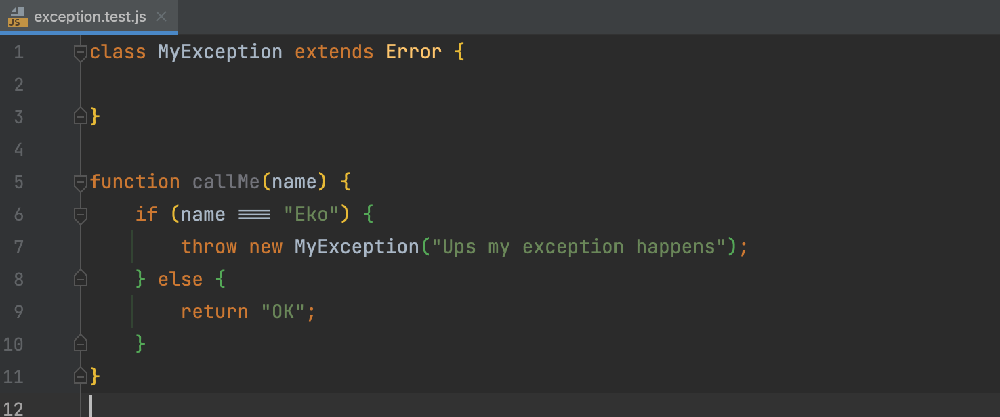 JS exception.test.js
1 class MyException extends Error {
2
3 }
4
5 function callMe(name) {
6     if (name === "Eko") {
7         throw new MyException("Ups my exception happens");
8     } else {
9         return "OK";
10     }
11 }
12